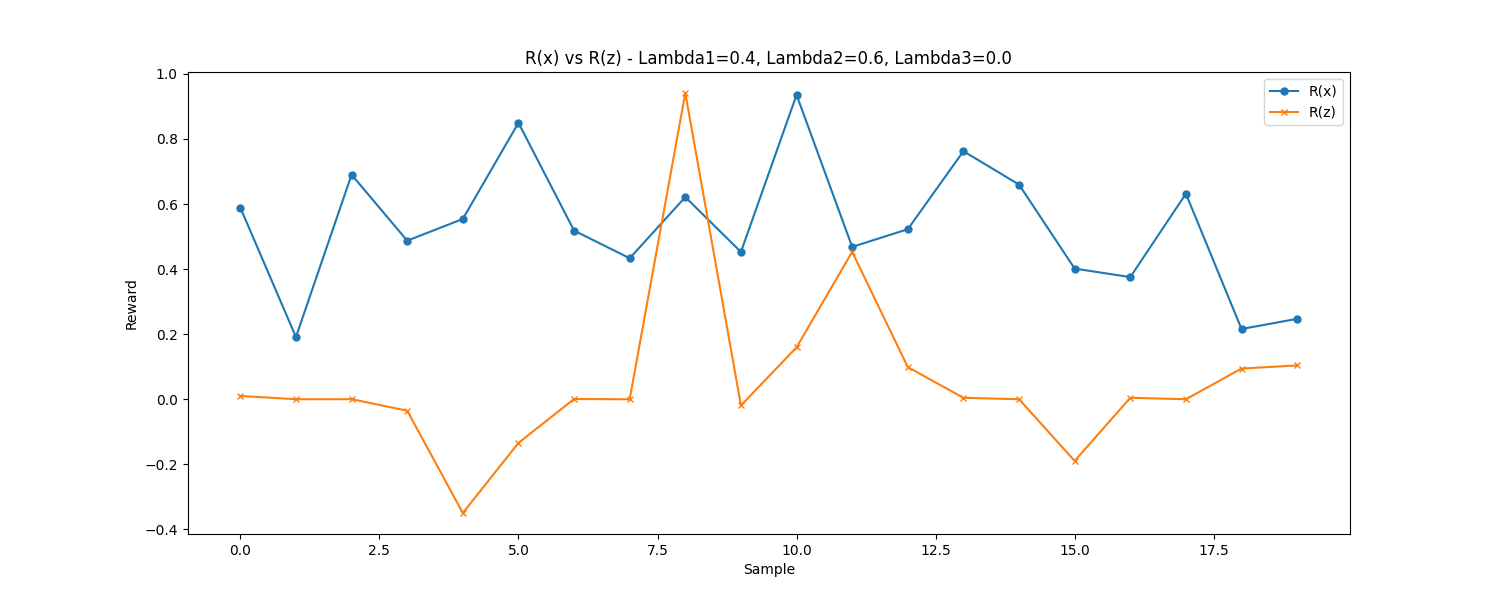 R(x) vs R(z) - Lambda1=0.4, Lambda2=0.6, Lambda3=0.0
R(x)
R(z)
Reward
1.0
0.8
0.6
0.4
0.2
0.0
−0.2
−0.4
0.0 2.5 5.0 7.5 10.0 12.5 15.0 17.5
Sample